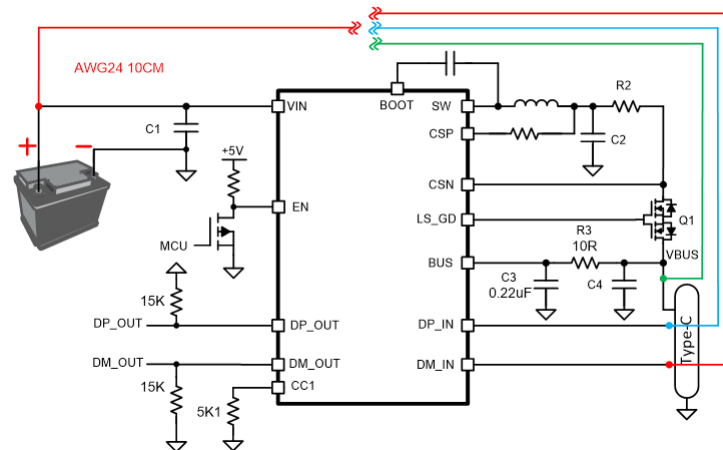 AWG24 10CM
BOOT
VIN
SW
R2
C1
CSP
C2
+
−
+5V
CSN
EN
LS_GD
Q1
MCU
R3
10R
VBUS
BUS
C3
0.22uF
C4
15K
DP_OUT
DP_OUT
DP_IN
DM_OUT
DM_OUT
DM_IN
Type-C
15K
CC1
5K1